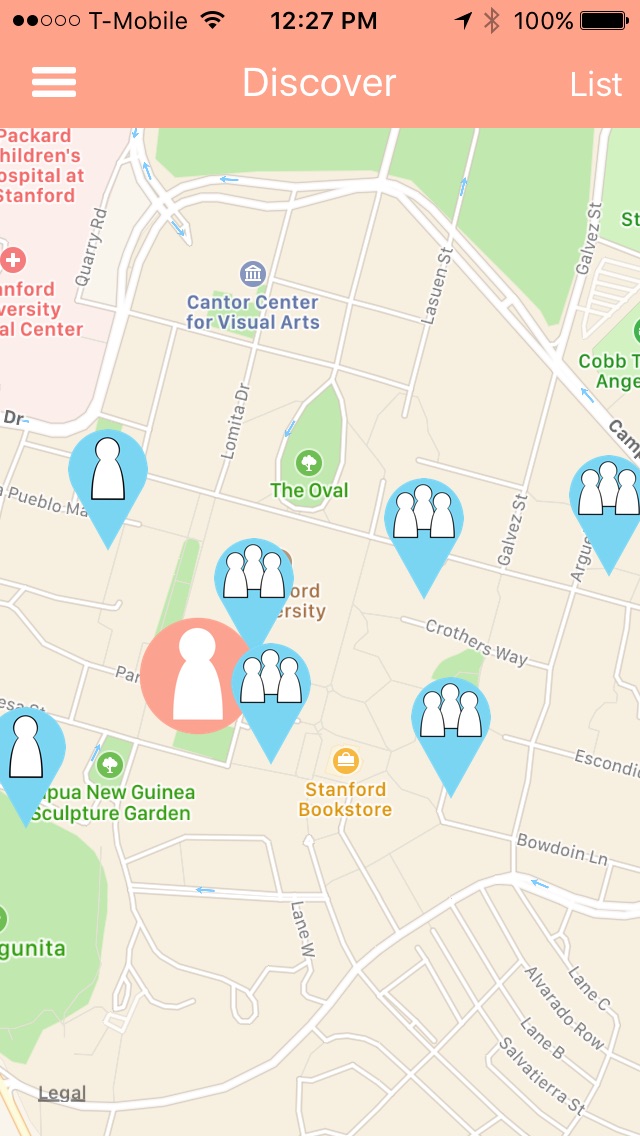 T-Mobile 12:27 PM 100%
Discover
List
Packard
hildren's
ospital at
Stanford
Quarry Rd
Galvez St
St
Lasuen St
anford
versity
al Center
Cantor Center
for Visual Arts
Cobb T
Ange
Lomita Dr
Dr
Camp
The Oval
a Pueblo Ma
Galvez St
Argue
ord
ersity
Crothers Way
Par
esa St
Escondi
Stanford
Bookstore
pua New Guinea
Sculpture Garden
Bowdoin Ln
Lane W
gunita
Lane C
Alvarado Row
Lane B
Salvatierra St
Legal